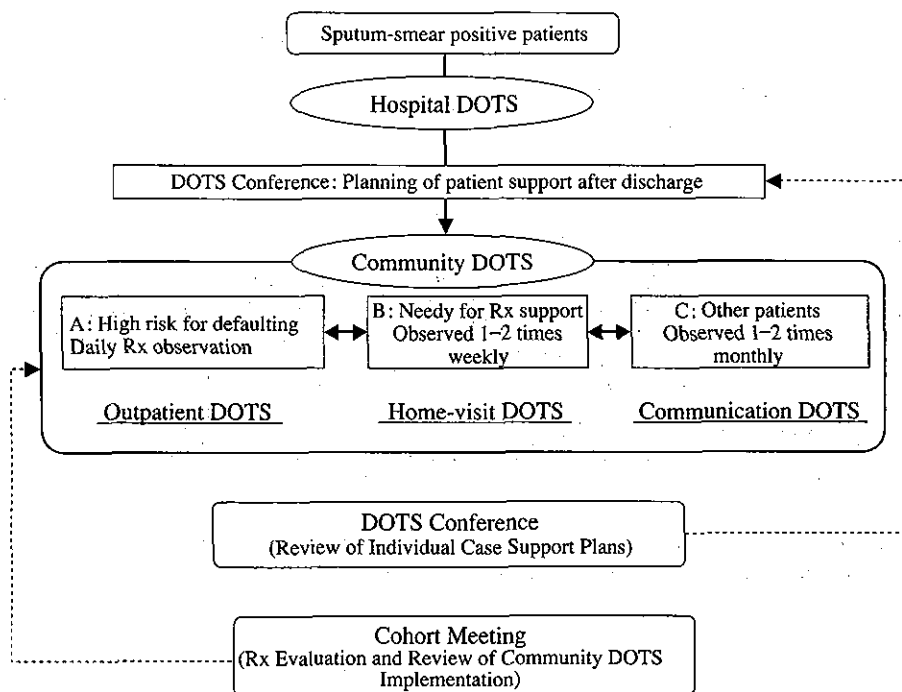 Sputum-smear positive patients
Hospital DOTS
DOTS Conference: Planning of patient support after discharge
Community DOTS
A: High risk for defaulting
Daily Rx observation
B: Needy for Rx support
Observed 1–2 times
weekly
C: Other patients
Observed 1–2 times
monthly
Outpatient DOTS
Home-visit DOTS
Communication DOTS
DOTS Conference
(Review of Individual Case Support Plans)
Cohort Meeting
(Rx Evaluation and Review of Community DOTS
Implementation)